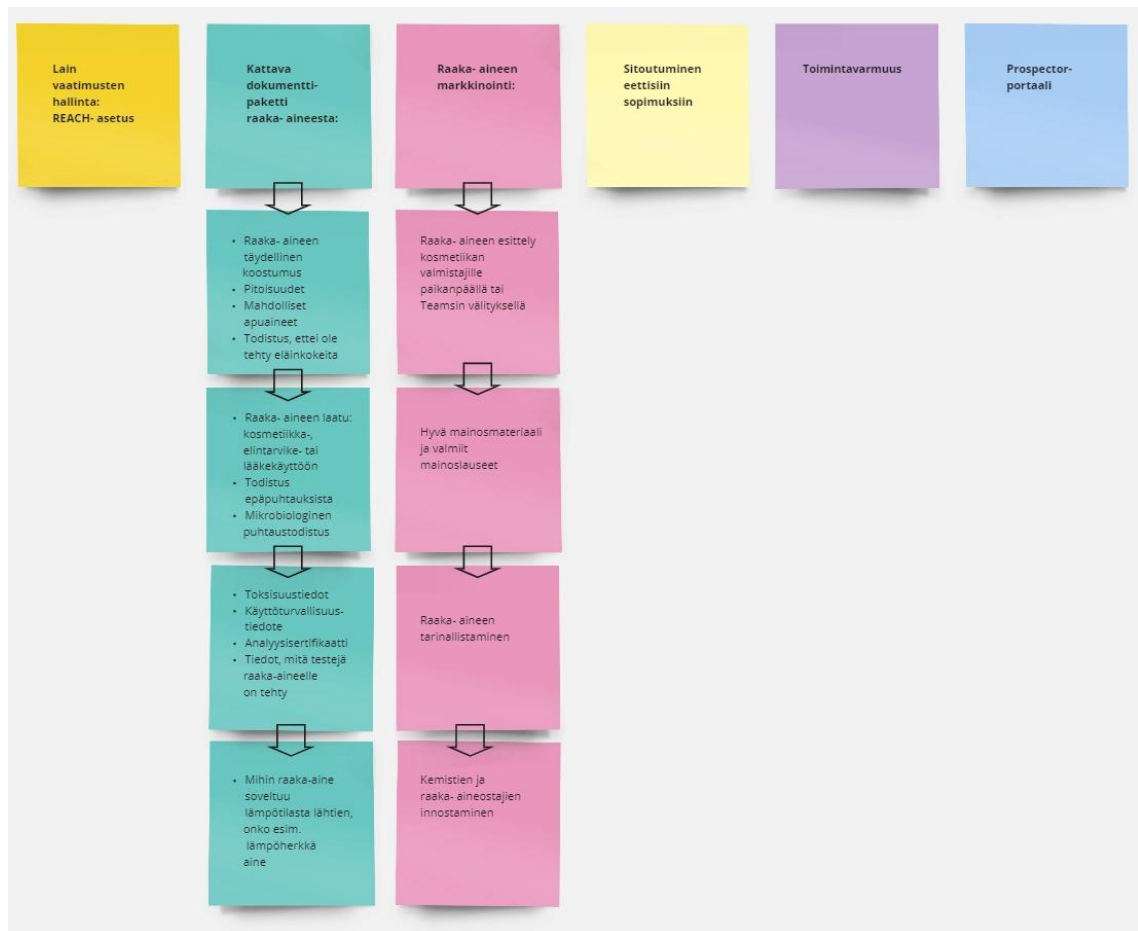 Lain
vaatimusten
hallinta:
REACH- asetus
Kattava
dokumentti-
paketti
raaka- aineesta:
Raaka- aineen
markkinointi:
Sitoutuminen
eettisiin
sopimuksiin
Toimintavarmuus
Prospector-
portaali
• Raaka- aineen
täydellinen
koostumus
• Pitoisuudet
• Mahdolliset
apuaineet
• Todistus, ettei ole
tehty eläinkokeita
• Raaka- aineen laatu:
kosmetiikka-,
elintarvike- tai
lääkekäyttöön
• Todistus
epäpuhtauksista
• Mikrobiologinen
puhtaustodistus
• Toksisuustiedot
• Käyttöturvallisuus-
tiedote
• Analyysisertifikaatti
• Tiedot, mitä testejä
raaka-aineelle
on tehty
• Mihin raaka-aine
soveltuu
lämpötilasta lähtien,
onko esim.
lämpöherkkä
aine
Raaka- aineen esittely
kosmetiikan
valmistajille
paikanpäällä tai
Teamsin välityksellä
Hyvä mainosmateriaali
ja valmiit
mainoslauseet
Raaka- aineen
tarinallistaminen
Kemistien ja
raaka- aineostajien
innostaminen